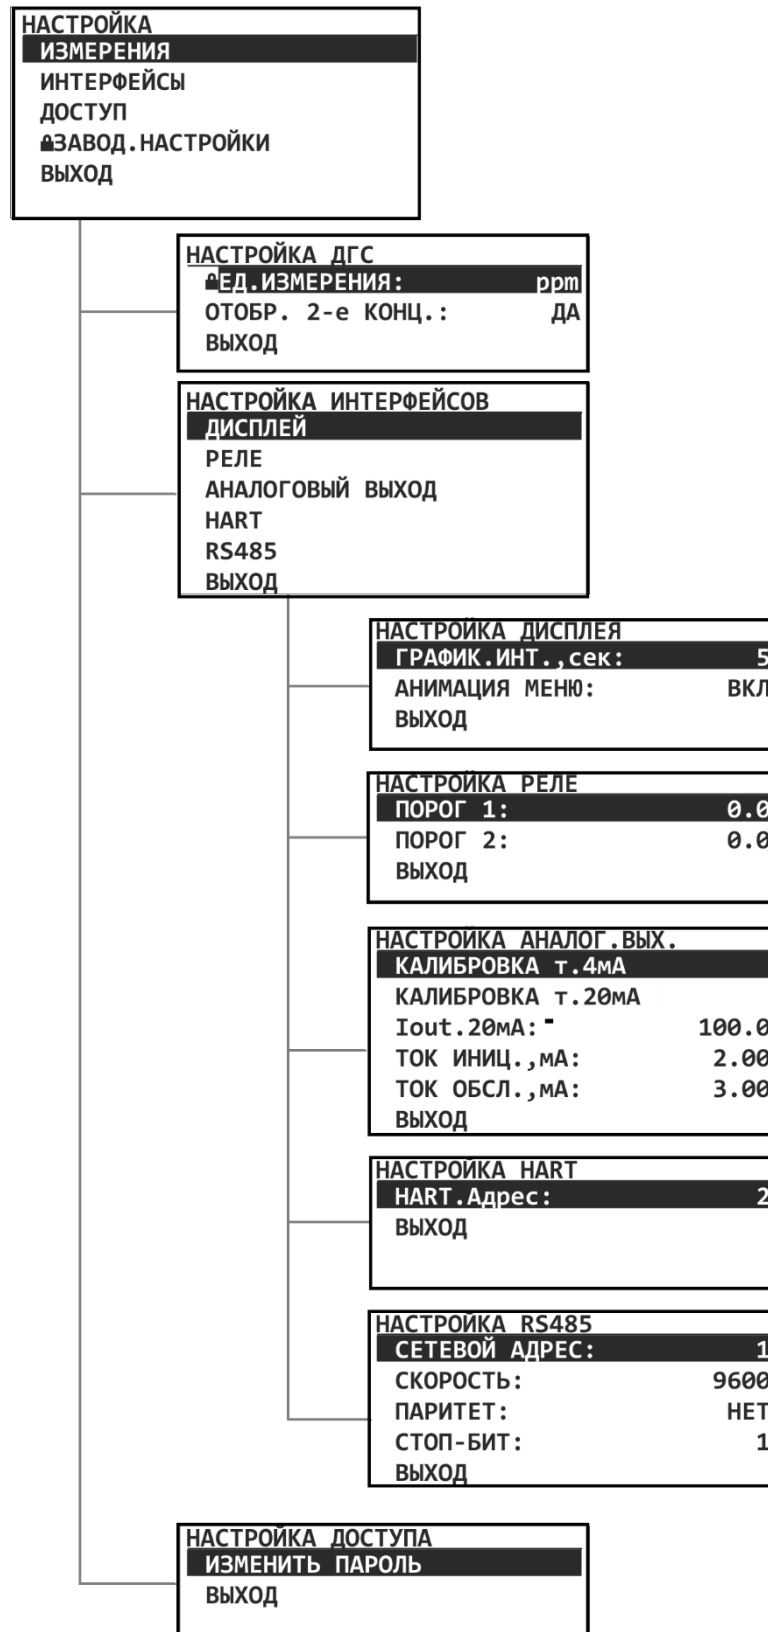 НАСТРОЙКА
ИЗМЕРЕНИЯ
ИНТЕРФЕЙСЫ
ДОСТУП
ЗАВОД.НАСТРОЙКИ
ВЫХОД
НАСТРОЙКА ДГС
ЕД.ИЗМЕРЕНИЯ: ppm
ОТОБР. 2-е КОНЦ.: ДА
ВЫХОД
НАСТРОЙКА ИНТЕРФЕЙСОВ
ДИСПЛЕЙ
РЕЛЕ
АНАЛОГОВЫЙ ВЫХОД
HART
RS485
ВЫХОД
НАСТРОЙКА ДИСПЛЕЯ
ГРАФИК.ИНТ.,сек: 5
АНИМАЦИЯ МЕНЮ: ВКЛ
ВЫХОД
НАСТРОЙКА РЕЛЕ
ПОРОГ 1: 0.0
ПОРОГ 2: 0.0
ВЫХОД
НАСТРОЙКА АНАЛОГ.ВЫХ.
КАЛИБРОВКА т.4мА
КАЛИБРОВКА т.20мА
Iout.20мА: 100.0
ТОК ИНИЦ.,мА: 2.00
ТОК ОБСЛ.,мА: 3.00
ВЫХОД
НАСТРОЙКА HART
HART.Адрес: 2
ВЫХОД
НАСТРОЙКА RS485
СЕТЕВОЙ АДРЕС: 1
СКОРОСТЬ: 9600
ПАРИТЕТ: НЕТ
СТОП-БИТ: 1
ВЫХОД
НАСТРОЙКА ДОСТУПА
ИЗМЕНИТЬ ПАРОЛЬ
ВЫХОД